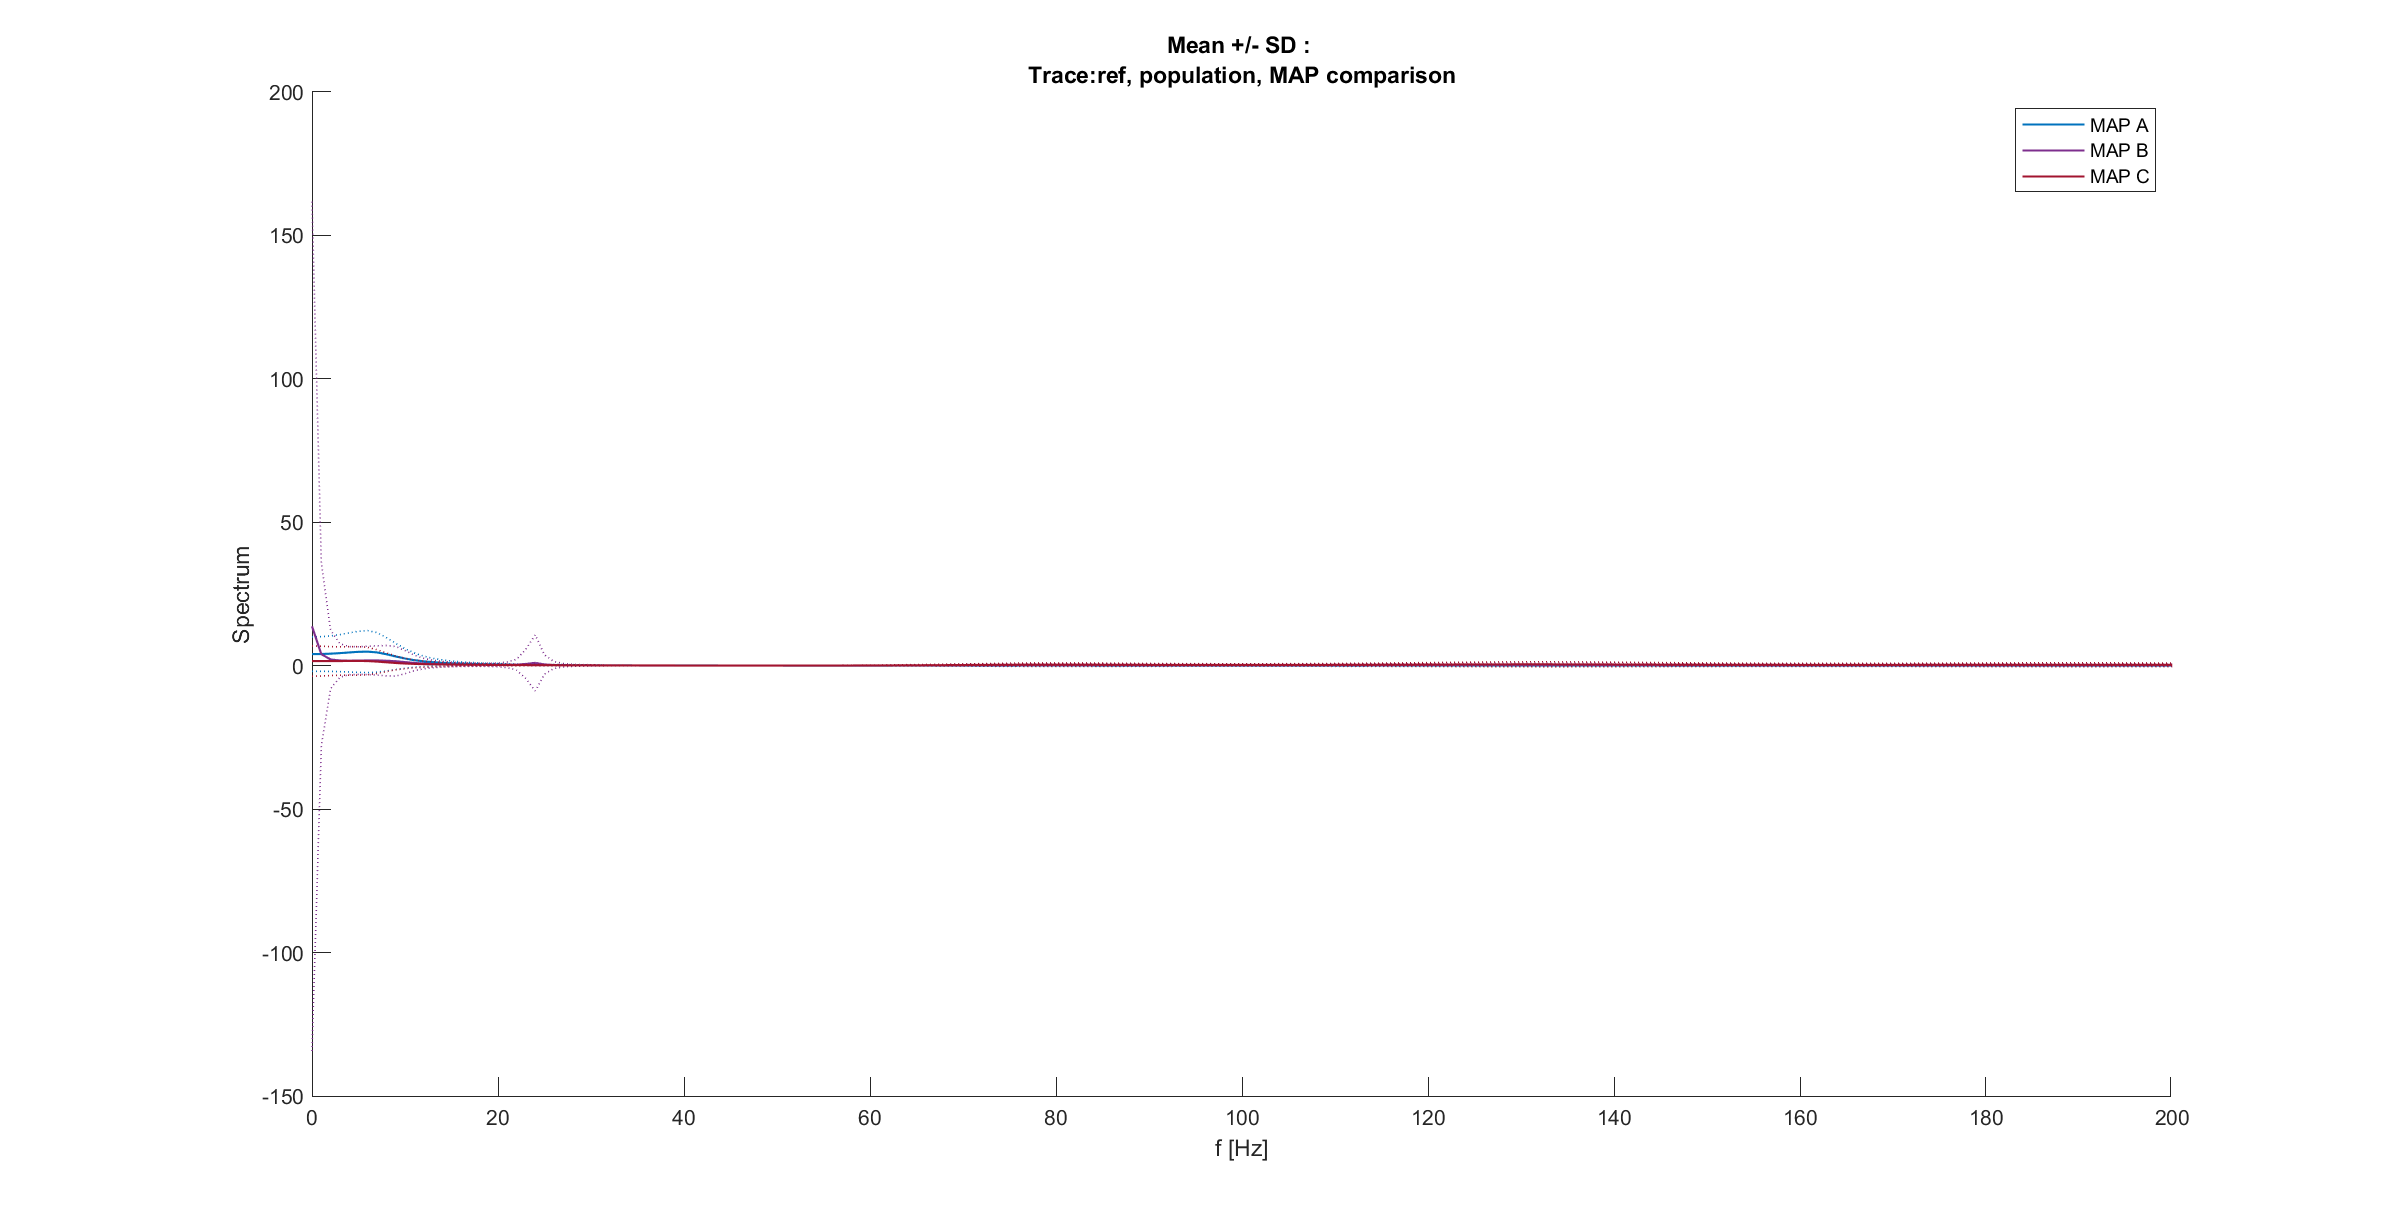 Mean +/- SD :
Trace:ref, population, MAP comparison
200
150
100
50
0
-50
-100
-150
Spectrum
MAP A
MAP B
MAP C
0 20 40 60 80 100 120 140 160 180 200
f [Hz]